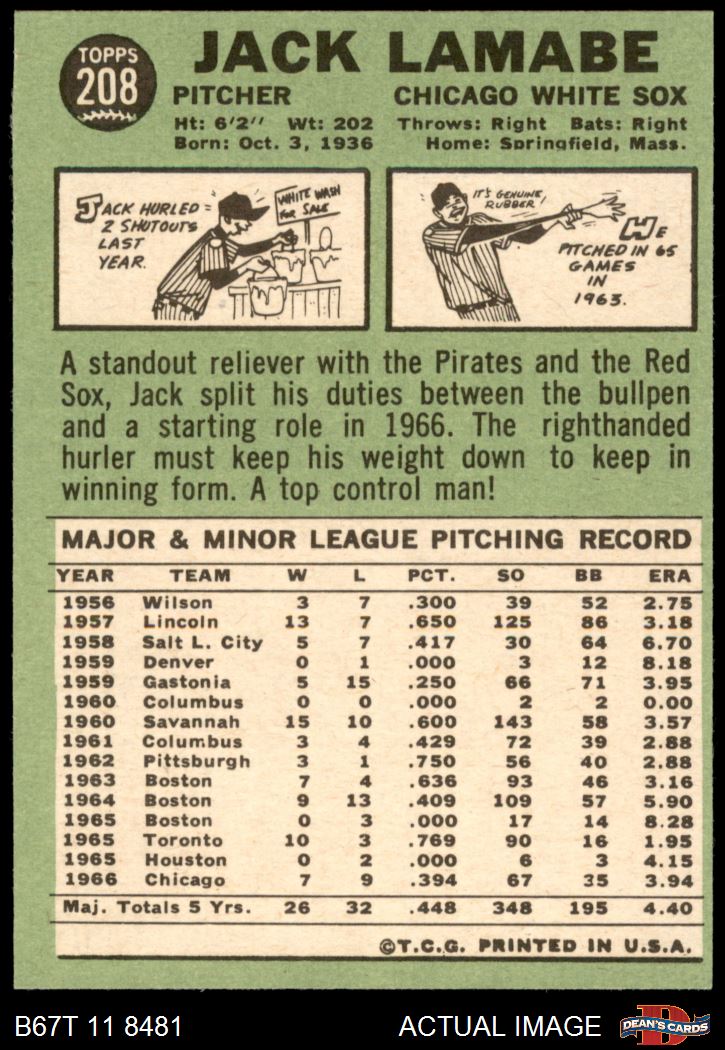 TOPPS
208
JACK LAMABE
PITCHER CHICAGO WHITE SOX
Ht: 6'2" Wt: 202 Throws: Right Bats: Right
Born: Oct. 3, 1936 Home: Springfield, Mass.
JACK HURLED
2 SHUTOUTS
LAST
YEAR.
WHITE WASH
FOR SALE
IT'S GENUINE
RUBBER!
HE
PITCHED IN 65
GAMES
IN
1963.
A standout reliever with the Pirates and the Red
Sox, Jack split his duties between the bullpen
and a starting role in 1966. The righthanded
hurler must keep his weight down to keep in
winning form. A top control man!
MAJOR & MINOR LEAGUE PITCHING RECORD
YEAR TEAM W L PCT. SO BB ERA
1956 Wilson 3 7 .300 39 52 2.75
1957 Lincoln 13 7 .650 125 86 3.18
1958 Salt L. City 5 7 .417 30 64 6.70
1959 Denver 0 1 .000 3 12 8.18
1959 Gastonia 5 15 .250 66 71 3.95
1960 Columbus 0 0 .000 2 2 0.00
1960 Savannah 15 10 .600 143 58 3.57
1961 Columbus 3 4 .429 72 39 2.88
1962 Pittsburgh 3 1 .750 56 40 2.88
1963 Boston 7 4 .636 93 46 3.16
1964 Boston 9 13 .409 109 57 5.90
1965 Boston 0 3 .000 17 14 8.28
1965 Toronto 10 3 .769 90 16 1.95
1965 Houston 0 2 .000 6 3 4.15
1966 Chicago 7 9 .394 67 35 3.94
Maj. Totals 5 Yrs. 26 32 .448 348 195 4.40
©T.C.G. PRINTED IN U.S.A.
B67T 11 8481 ACTUAL IMAGE
D
DEAN'S CARDS